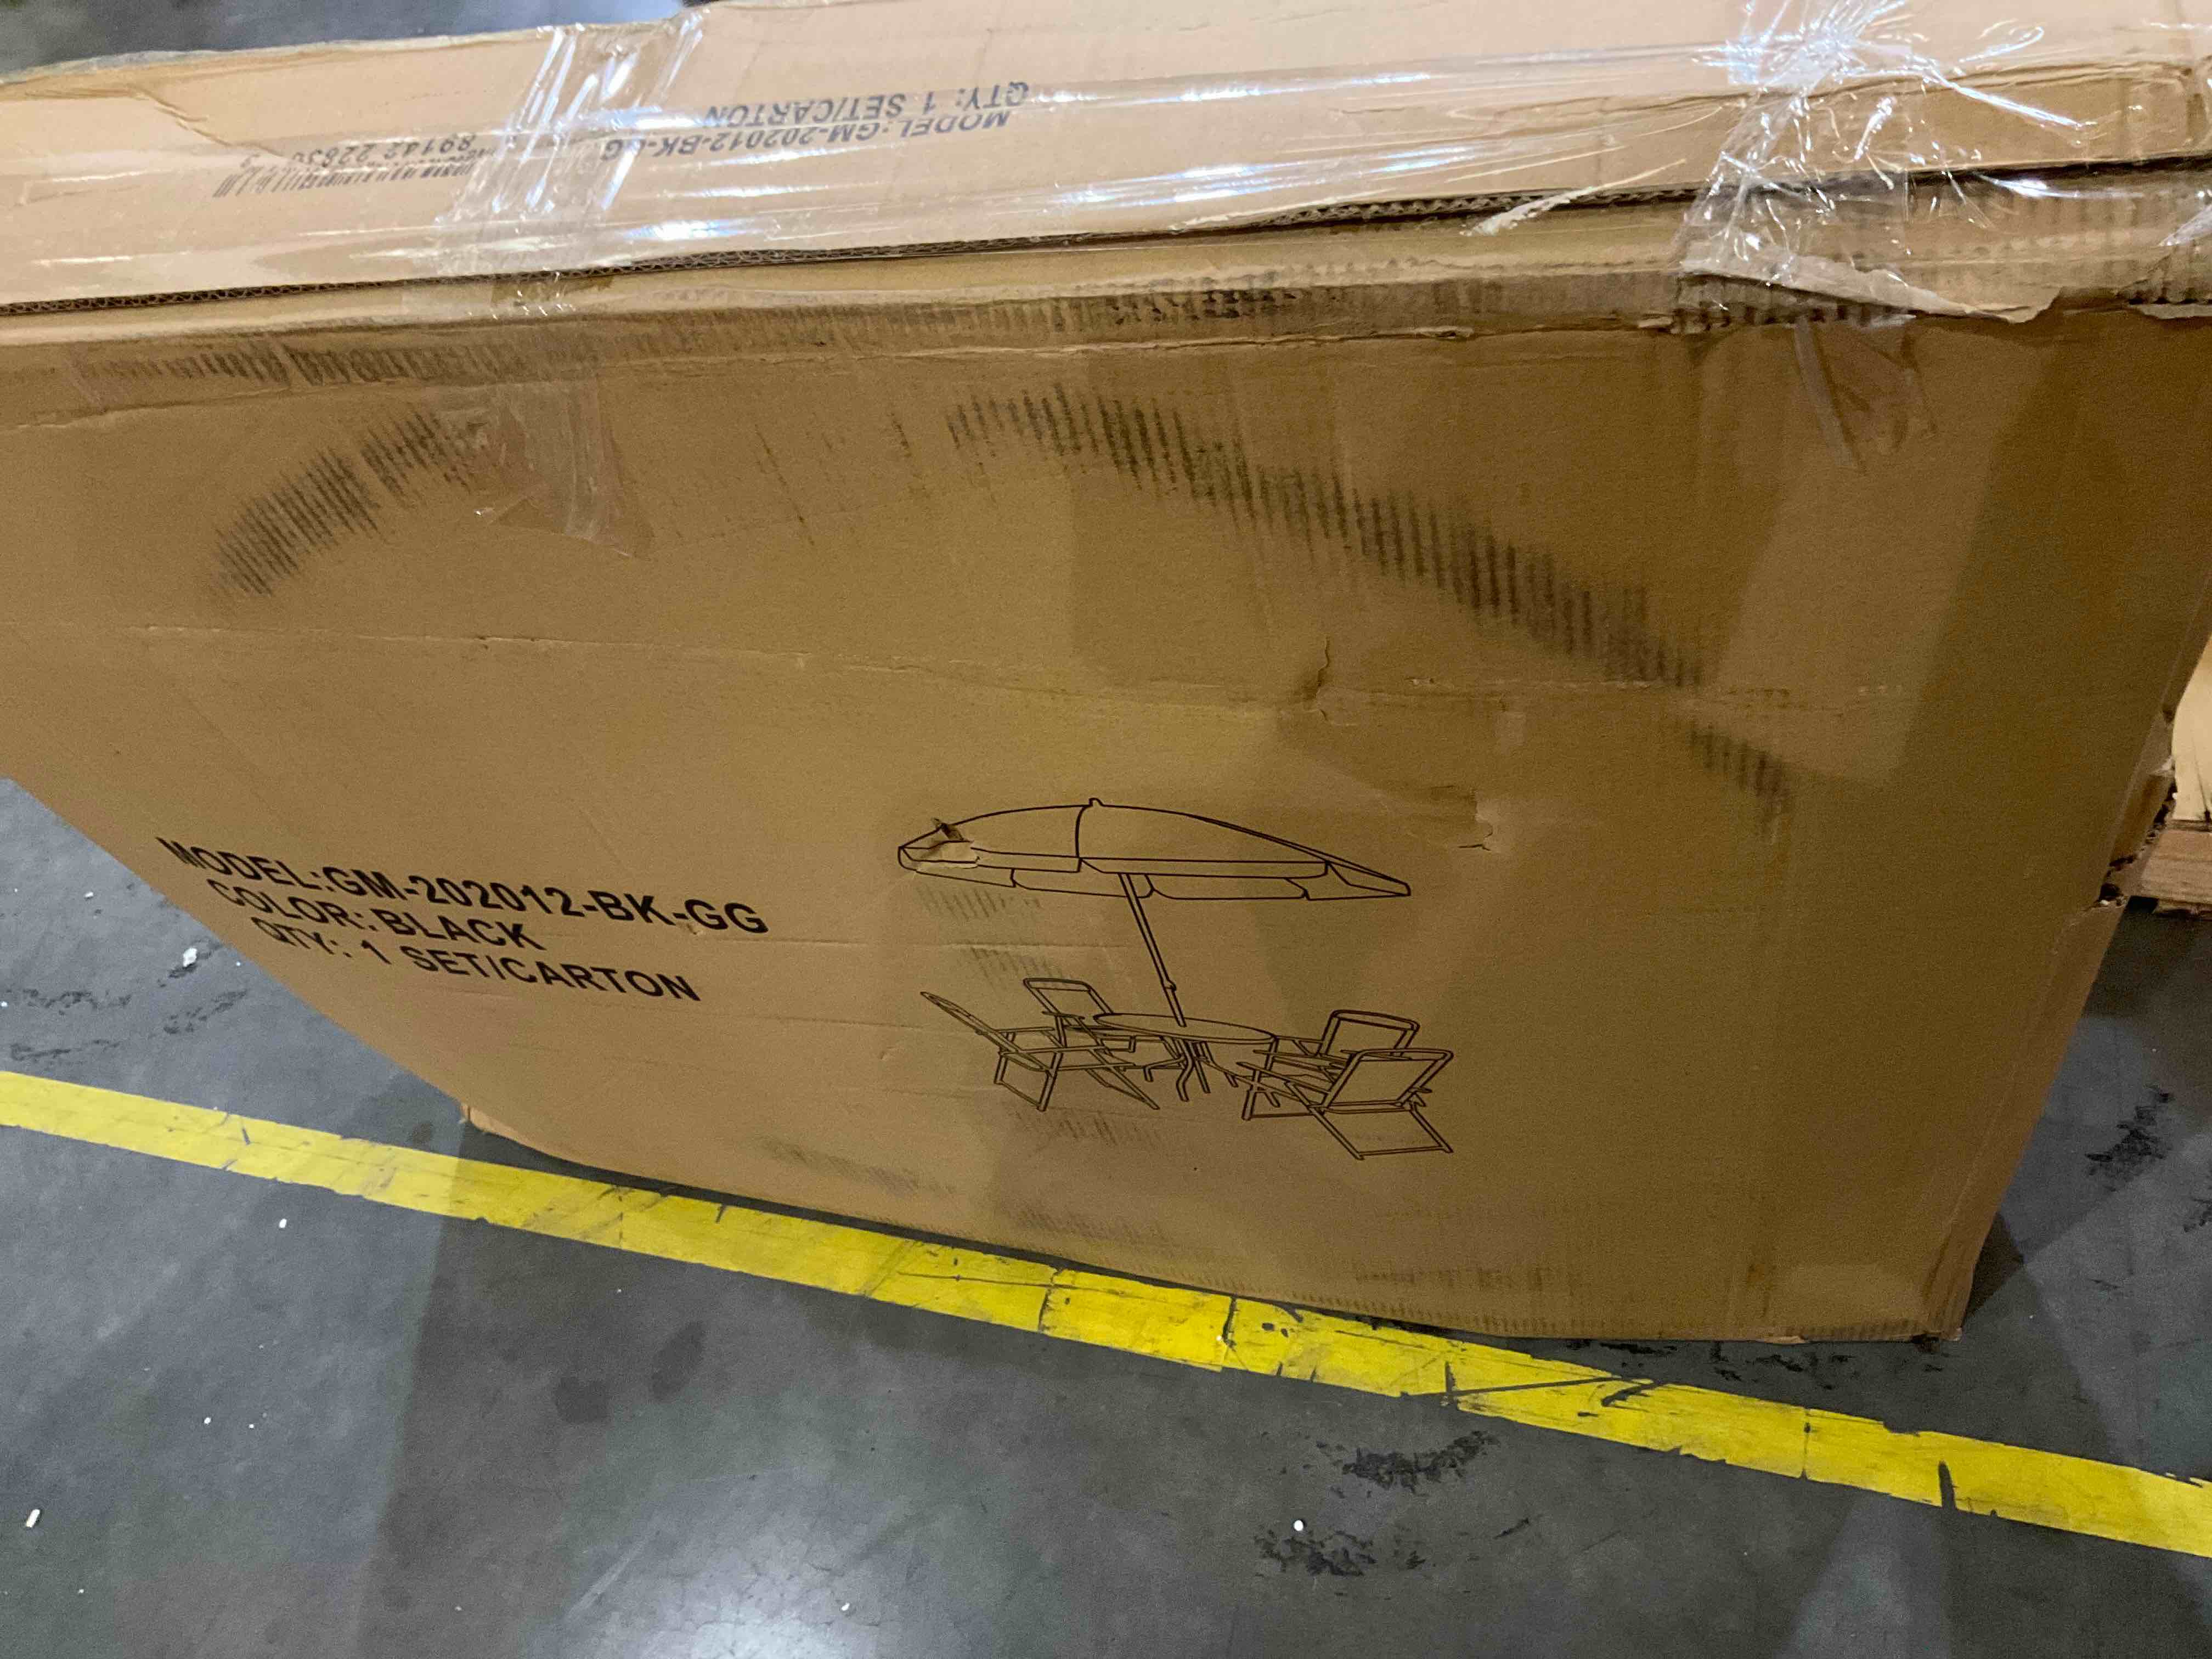 QTY: 1 SET/CARTON
MODEL:GM-202012-BK-GG
MODEL:GM-202012-BK-GG
COLOR: BLACK
QTY: 1 SET/CARTON